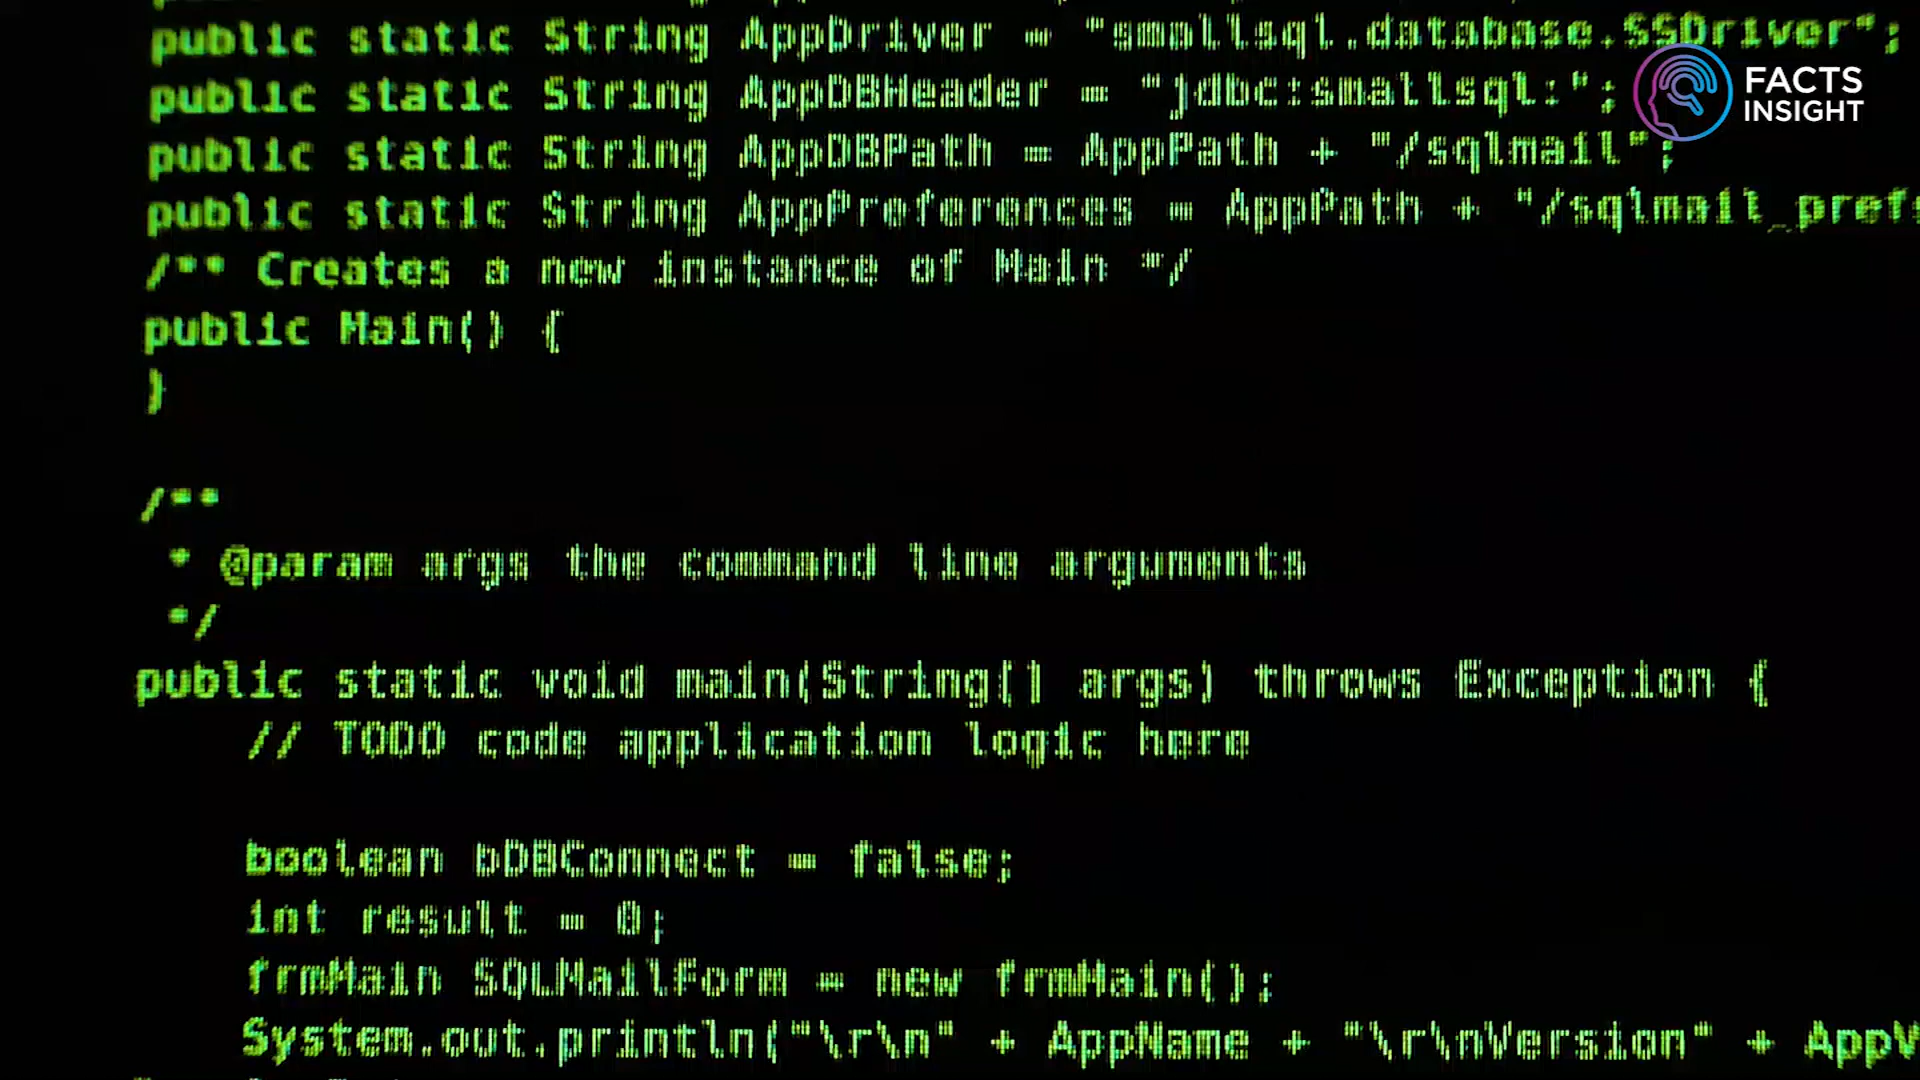 public static String AppDriver = "smallsql.database.SSDriver";
public static String AppDBHeader = "jdbc:smallsql:";
public static String AppDBPath = AppPath + "/sqlmail";
public static String AppPreferences = AppPath + "/sqlmail_prefs
/** Creates a new instance of Main */
public Main() {
}
/**
* @param args the command line arguments
*/
public static void main(String[] args) throws Exception {
// TODO code application logic here
boolean bDBConnect = false;
int result = 0;
frmMain SQLMailForm = new frmMain();
System.out.println("\r\n" + AppName + "\r\nVersion" + AppV
FACTS
INSIGHT